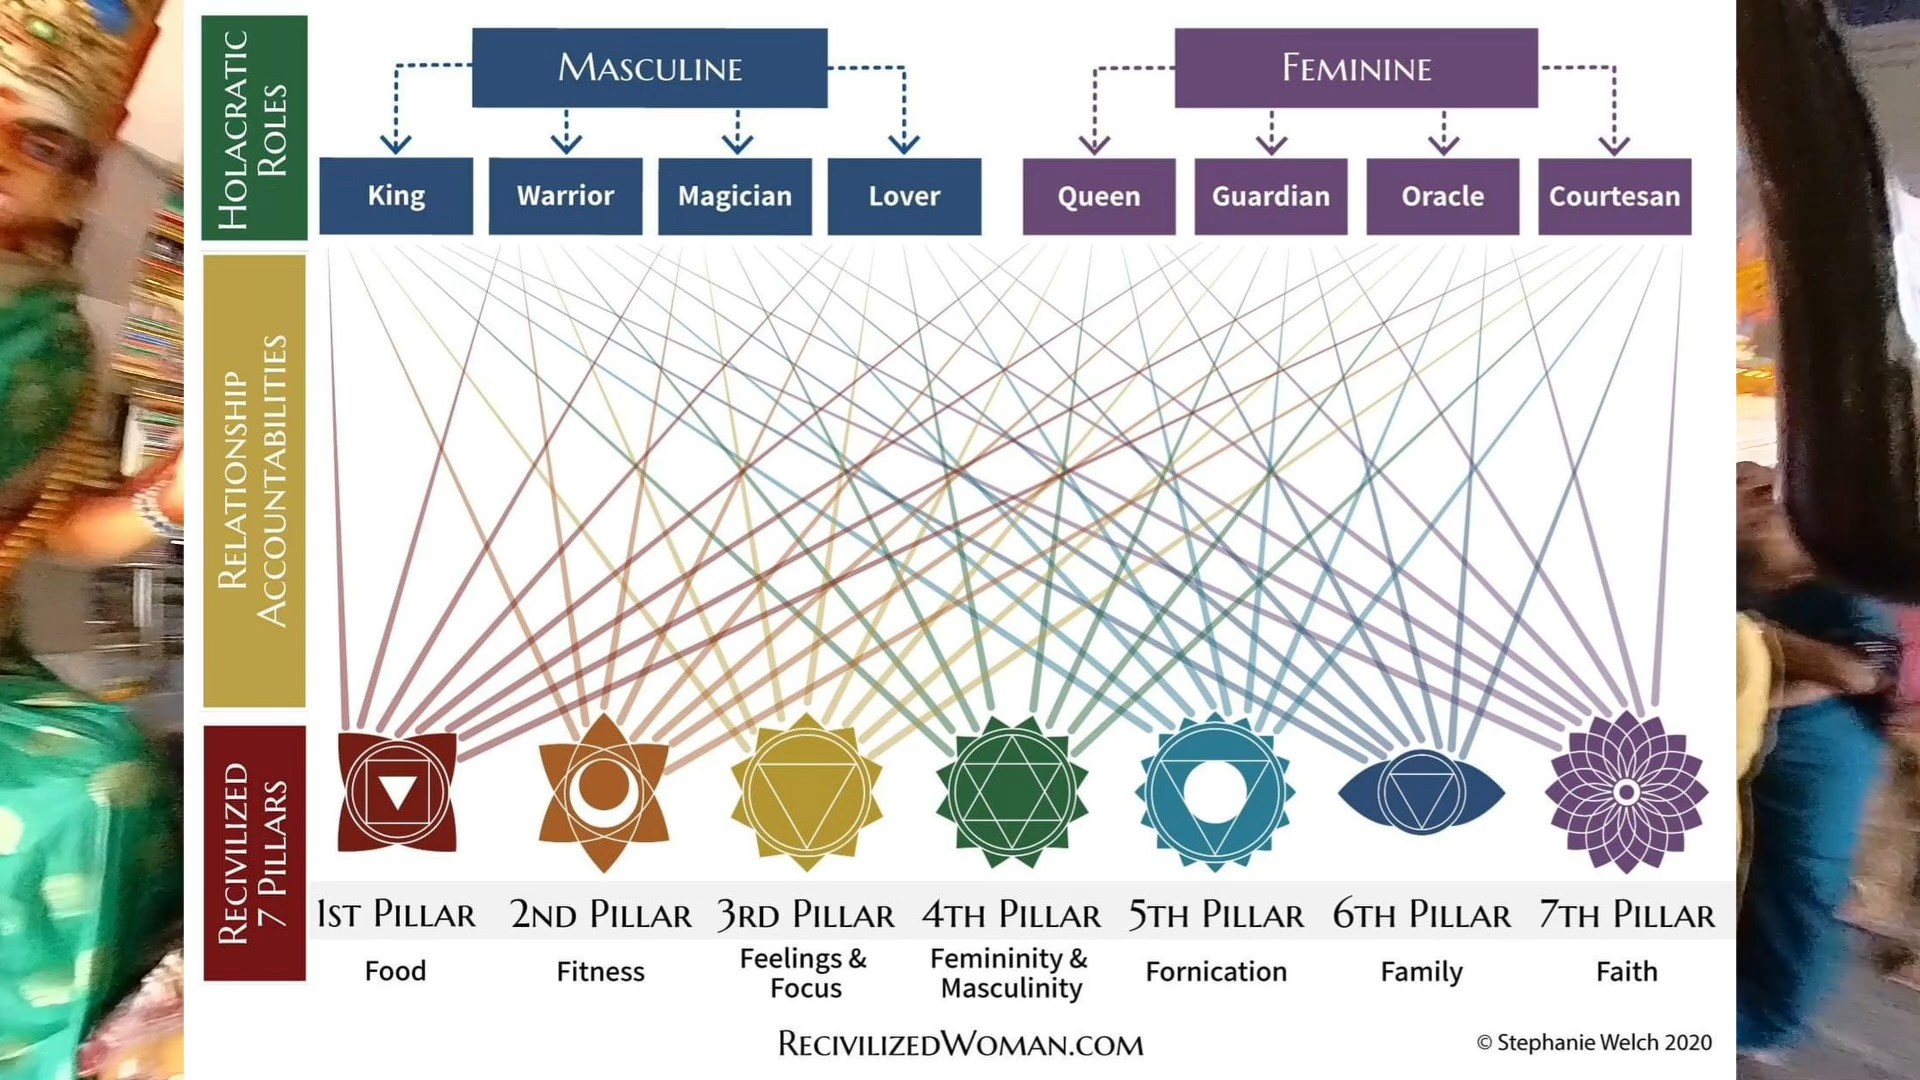 HOLACRATIC
ROLES
MASCULINE
FEMININE
King
Warrior
Magician
Lover
Queen
Guardian
Oracle
Courtesan
RELATIONSHIP
ACCOUNTABILITIES
RECIVILIZED
7 PILLARS
1ST PILLAR
2ND PILLAR
3RD PILLAR
4TH PILLAR
5TH PILLAR
6TH PILLAR
7TH PILLAR
Food
Fitness
Feelings &
Focus
Femininity &
Masculinity
Fornication
Family
Faith
RECIVILIZEDWOMAN.COM
© Stephanie Welch 2020